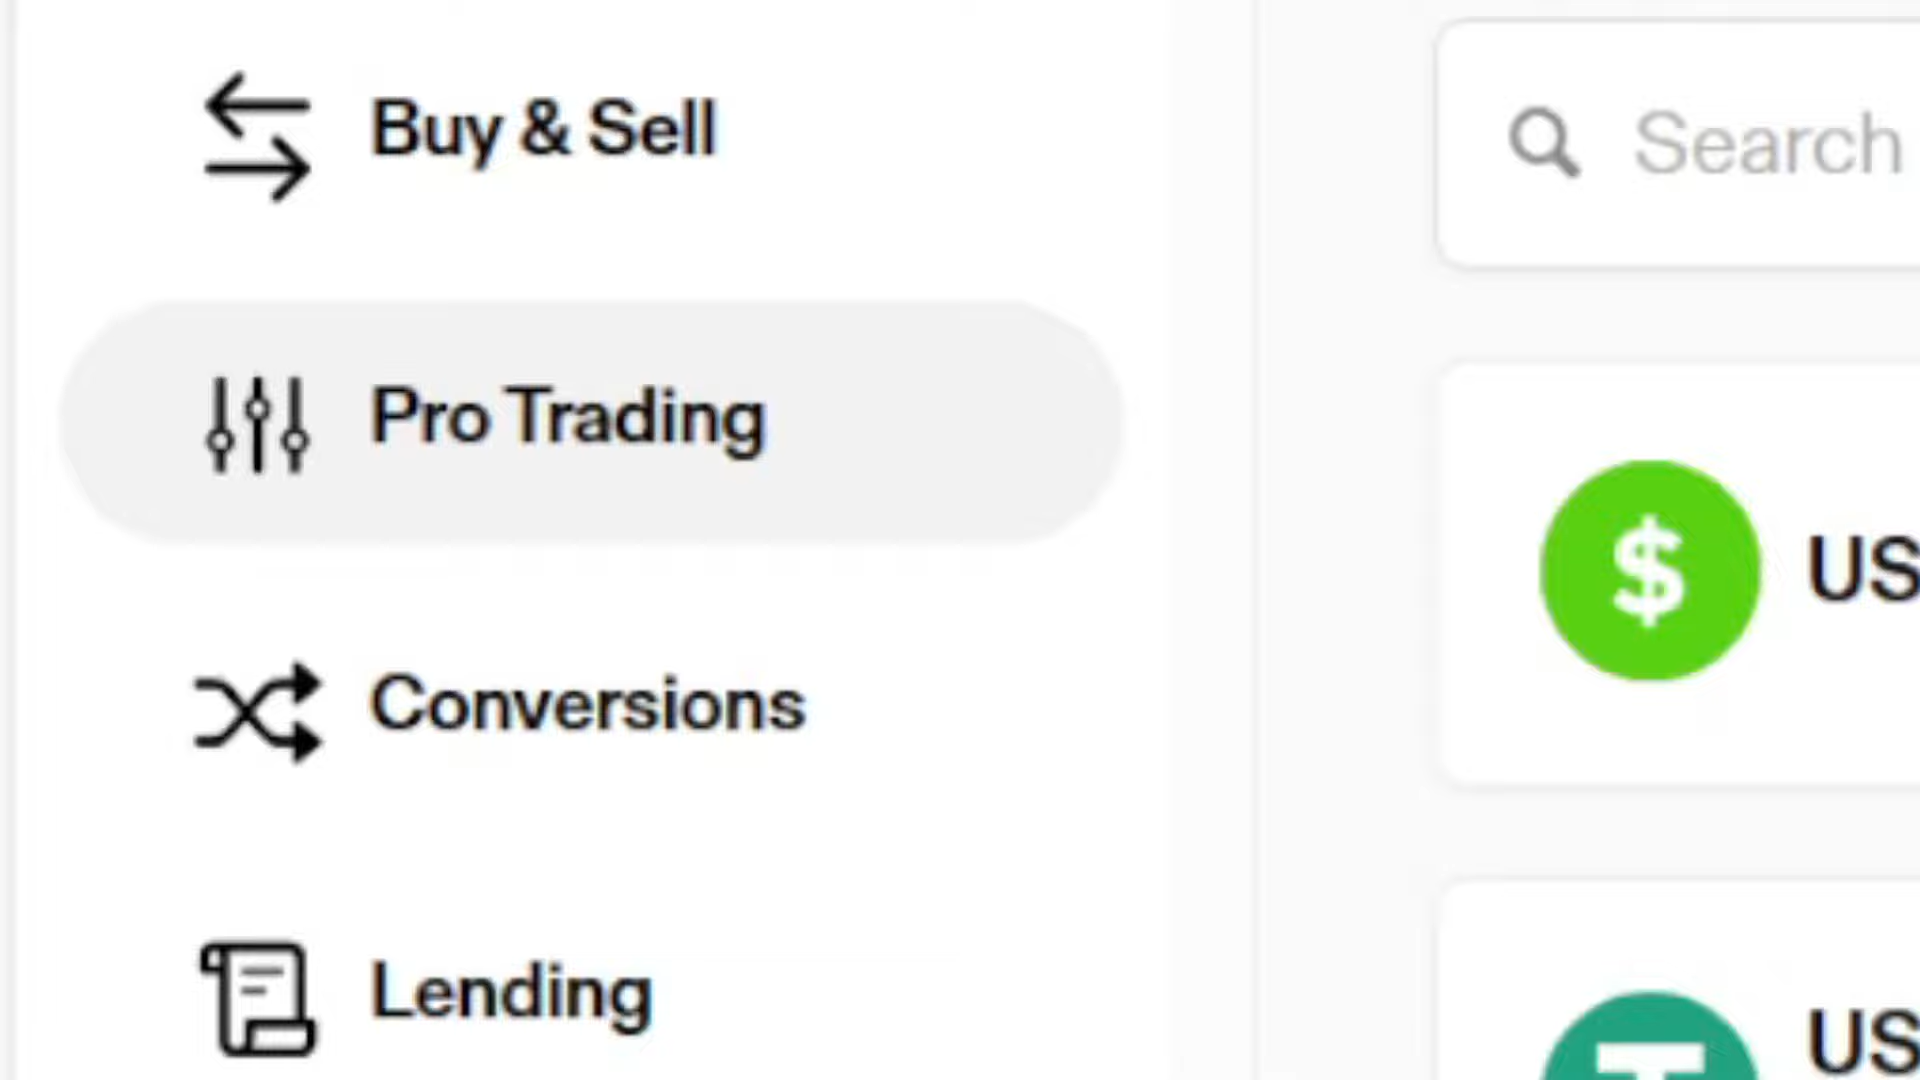 Buy & Sell
Pro Trading
Conversions
Lending
Search
$
US
US